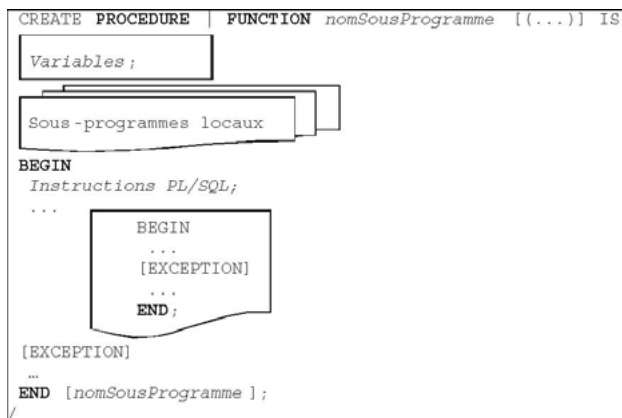 CREATE PROCEDURE | FUNCTION nomSousProgramme [(...)] IS
Variables;
Sous-programmes locaux
BEGIN
Instructions PL/SQL;
...
BEGIN
...
[EXCEPTION]
...
END;
[EXCEPTION]
…
END [nomSousProgramme];
/